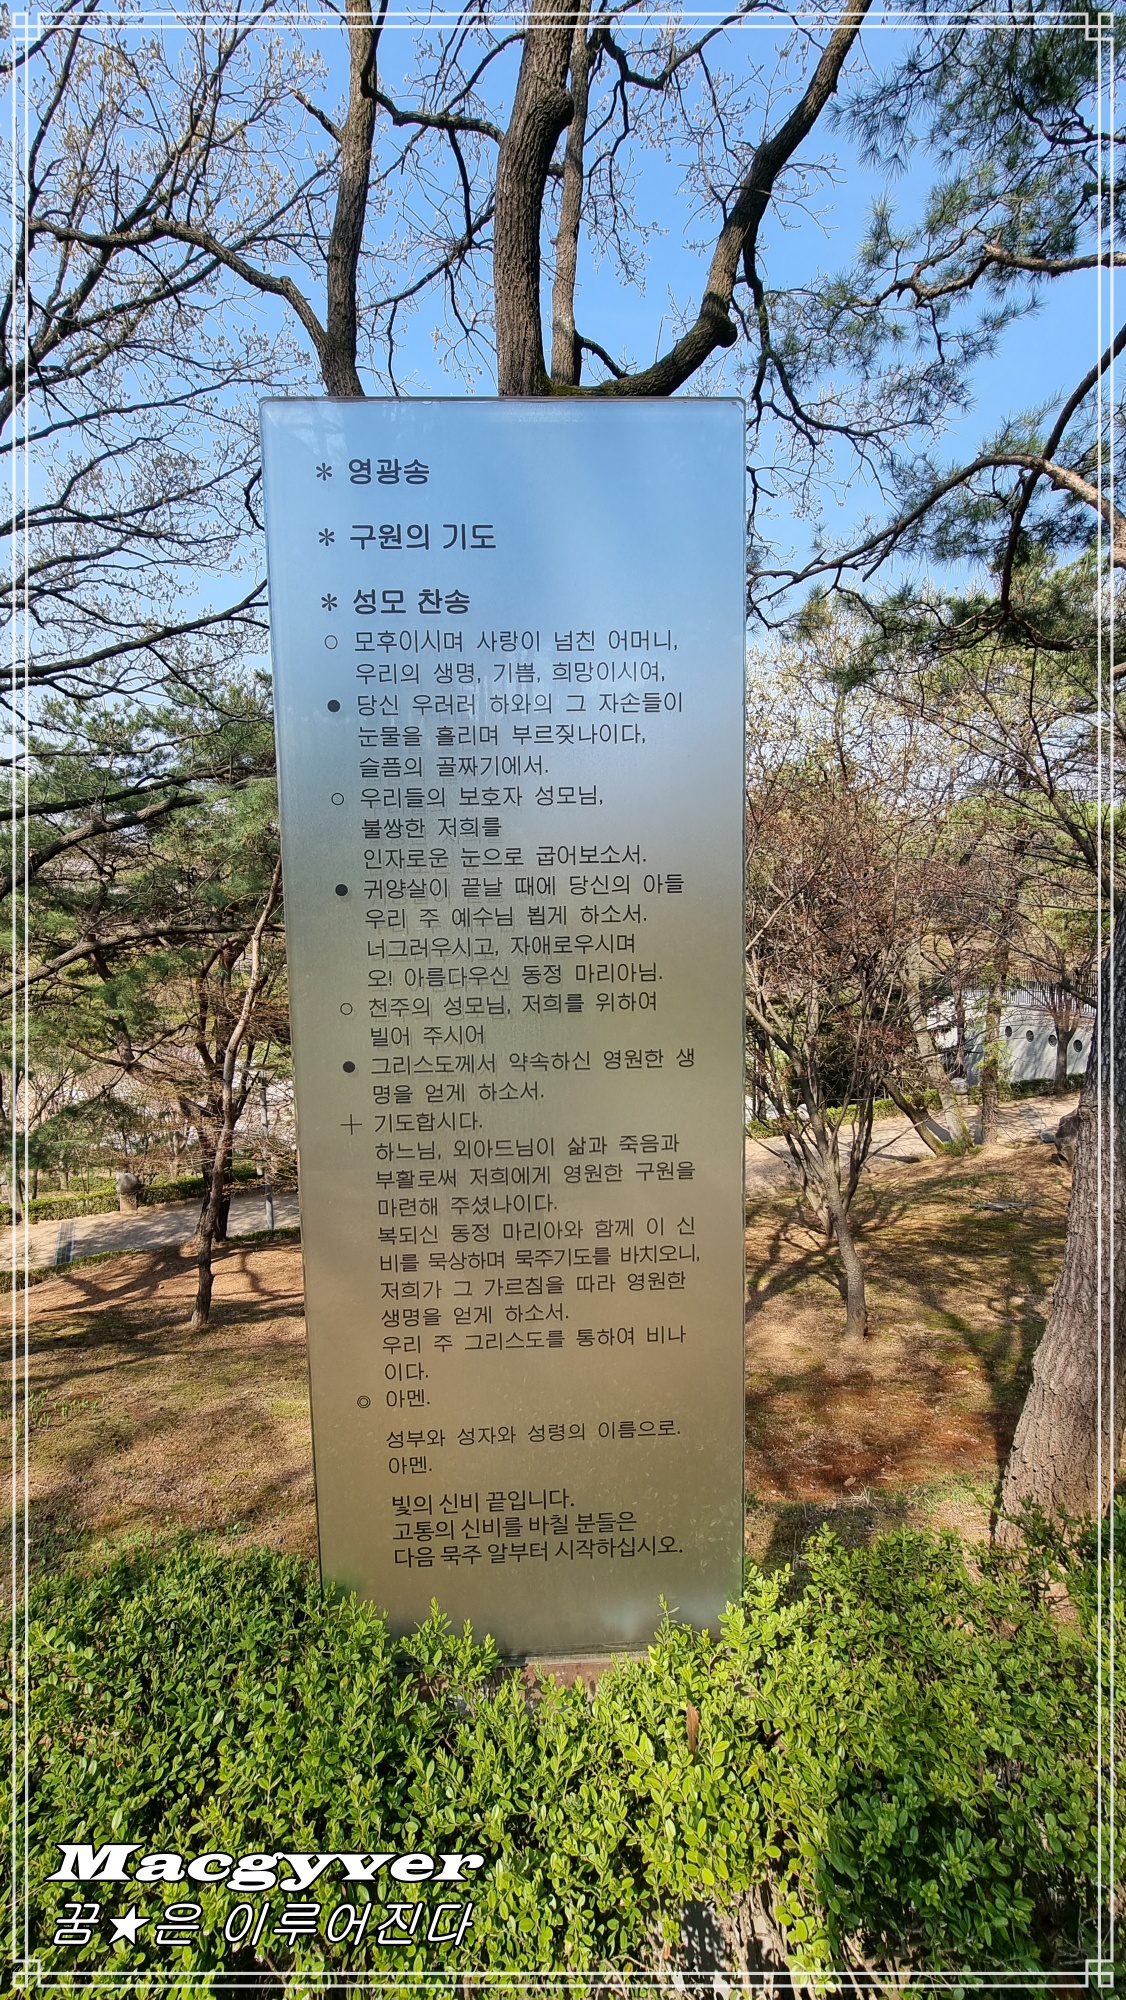 * 영광송
* 구원의 기도
* 성모 찬송
○ 모후이시며 사랑이 넘친 어머니,
우리의 생명, 기쁨, 희망이시여,
● 당신 우러러 하와의 그 자손들이
눈물을 흘리며 부르짖나이다,
슬픔의 골짜기에서.
○ 우리들의 보호자 성모님,
불쌍한 저희를
인자로운 눈으로 굽어보소서.
● 귀양살이 끝날 때에 당신의 아들
우리 주 예수님 뵙게 하소서.
너그러우시고, 자애로우시며
오! 아름다우신 동정 마리아님.
○ 천주의 성모님, 저희를 위하여
빌어 주시어
● 그리스도께서 약속하신 영원한 생
명을 얻게 하소서.
┼ 기도합시다.
하느님, 외아드님이 삶과 죽음과
부활로써 저희에게 영원한 구원을
마련해 주셨나이다.
복되신 동정 마리아와 함께 이 신
비를 묵상하며 묵주기도를 바치오니,
저희가 그 가르침을 따라 영원한
생명을 얻게 하소서.
우리 주 그리스도를 통하여 비나
이다.
◎ 아멘.
성부와 성자와 성령의 이름으로.
아멘.
빛의 신비 끝입니다.
고통의 신비를 바칠 분들은
다음 묵주 알부터 시작하십시오.
Macgyver
꿈★은 이루어진다